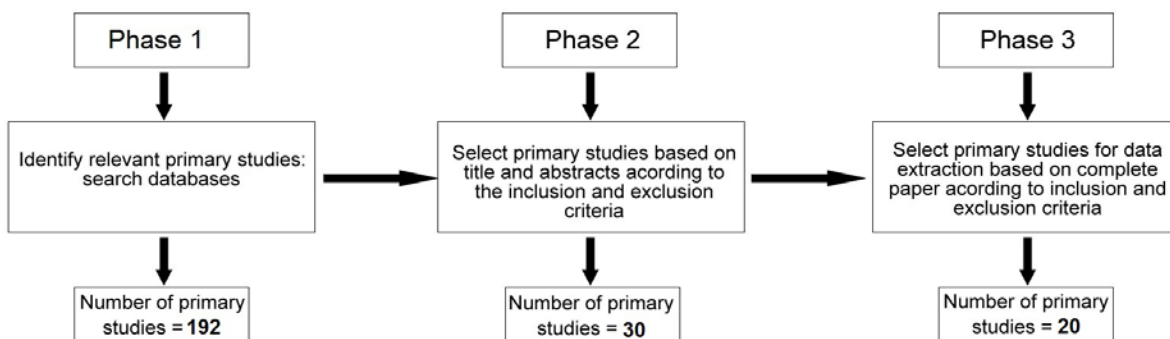 Phase 1
Identify relevant primary studies:
search databases
Number of primary
studies = 192
Phase 2
Select primary studies based on
title and abstracts acording to
the inclusion and exclusion
criteria
Number of primary
studies = 30
Phase 3
Select primary studies for data
extraction based on complete
paper acording to inclusion and
exclusion criteria
Number of primary
studies = 20